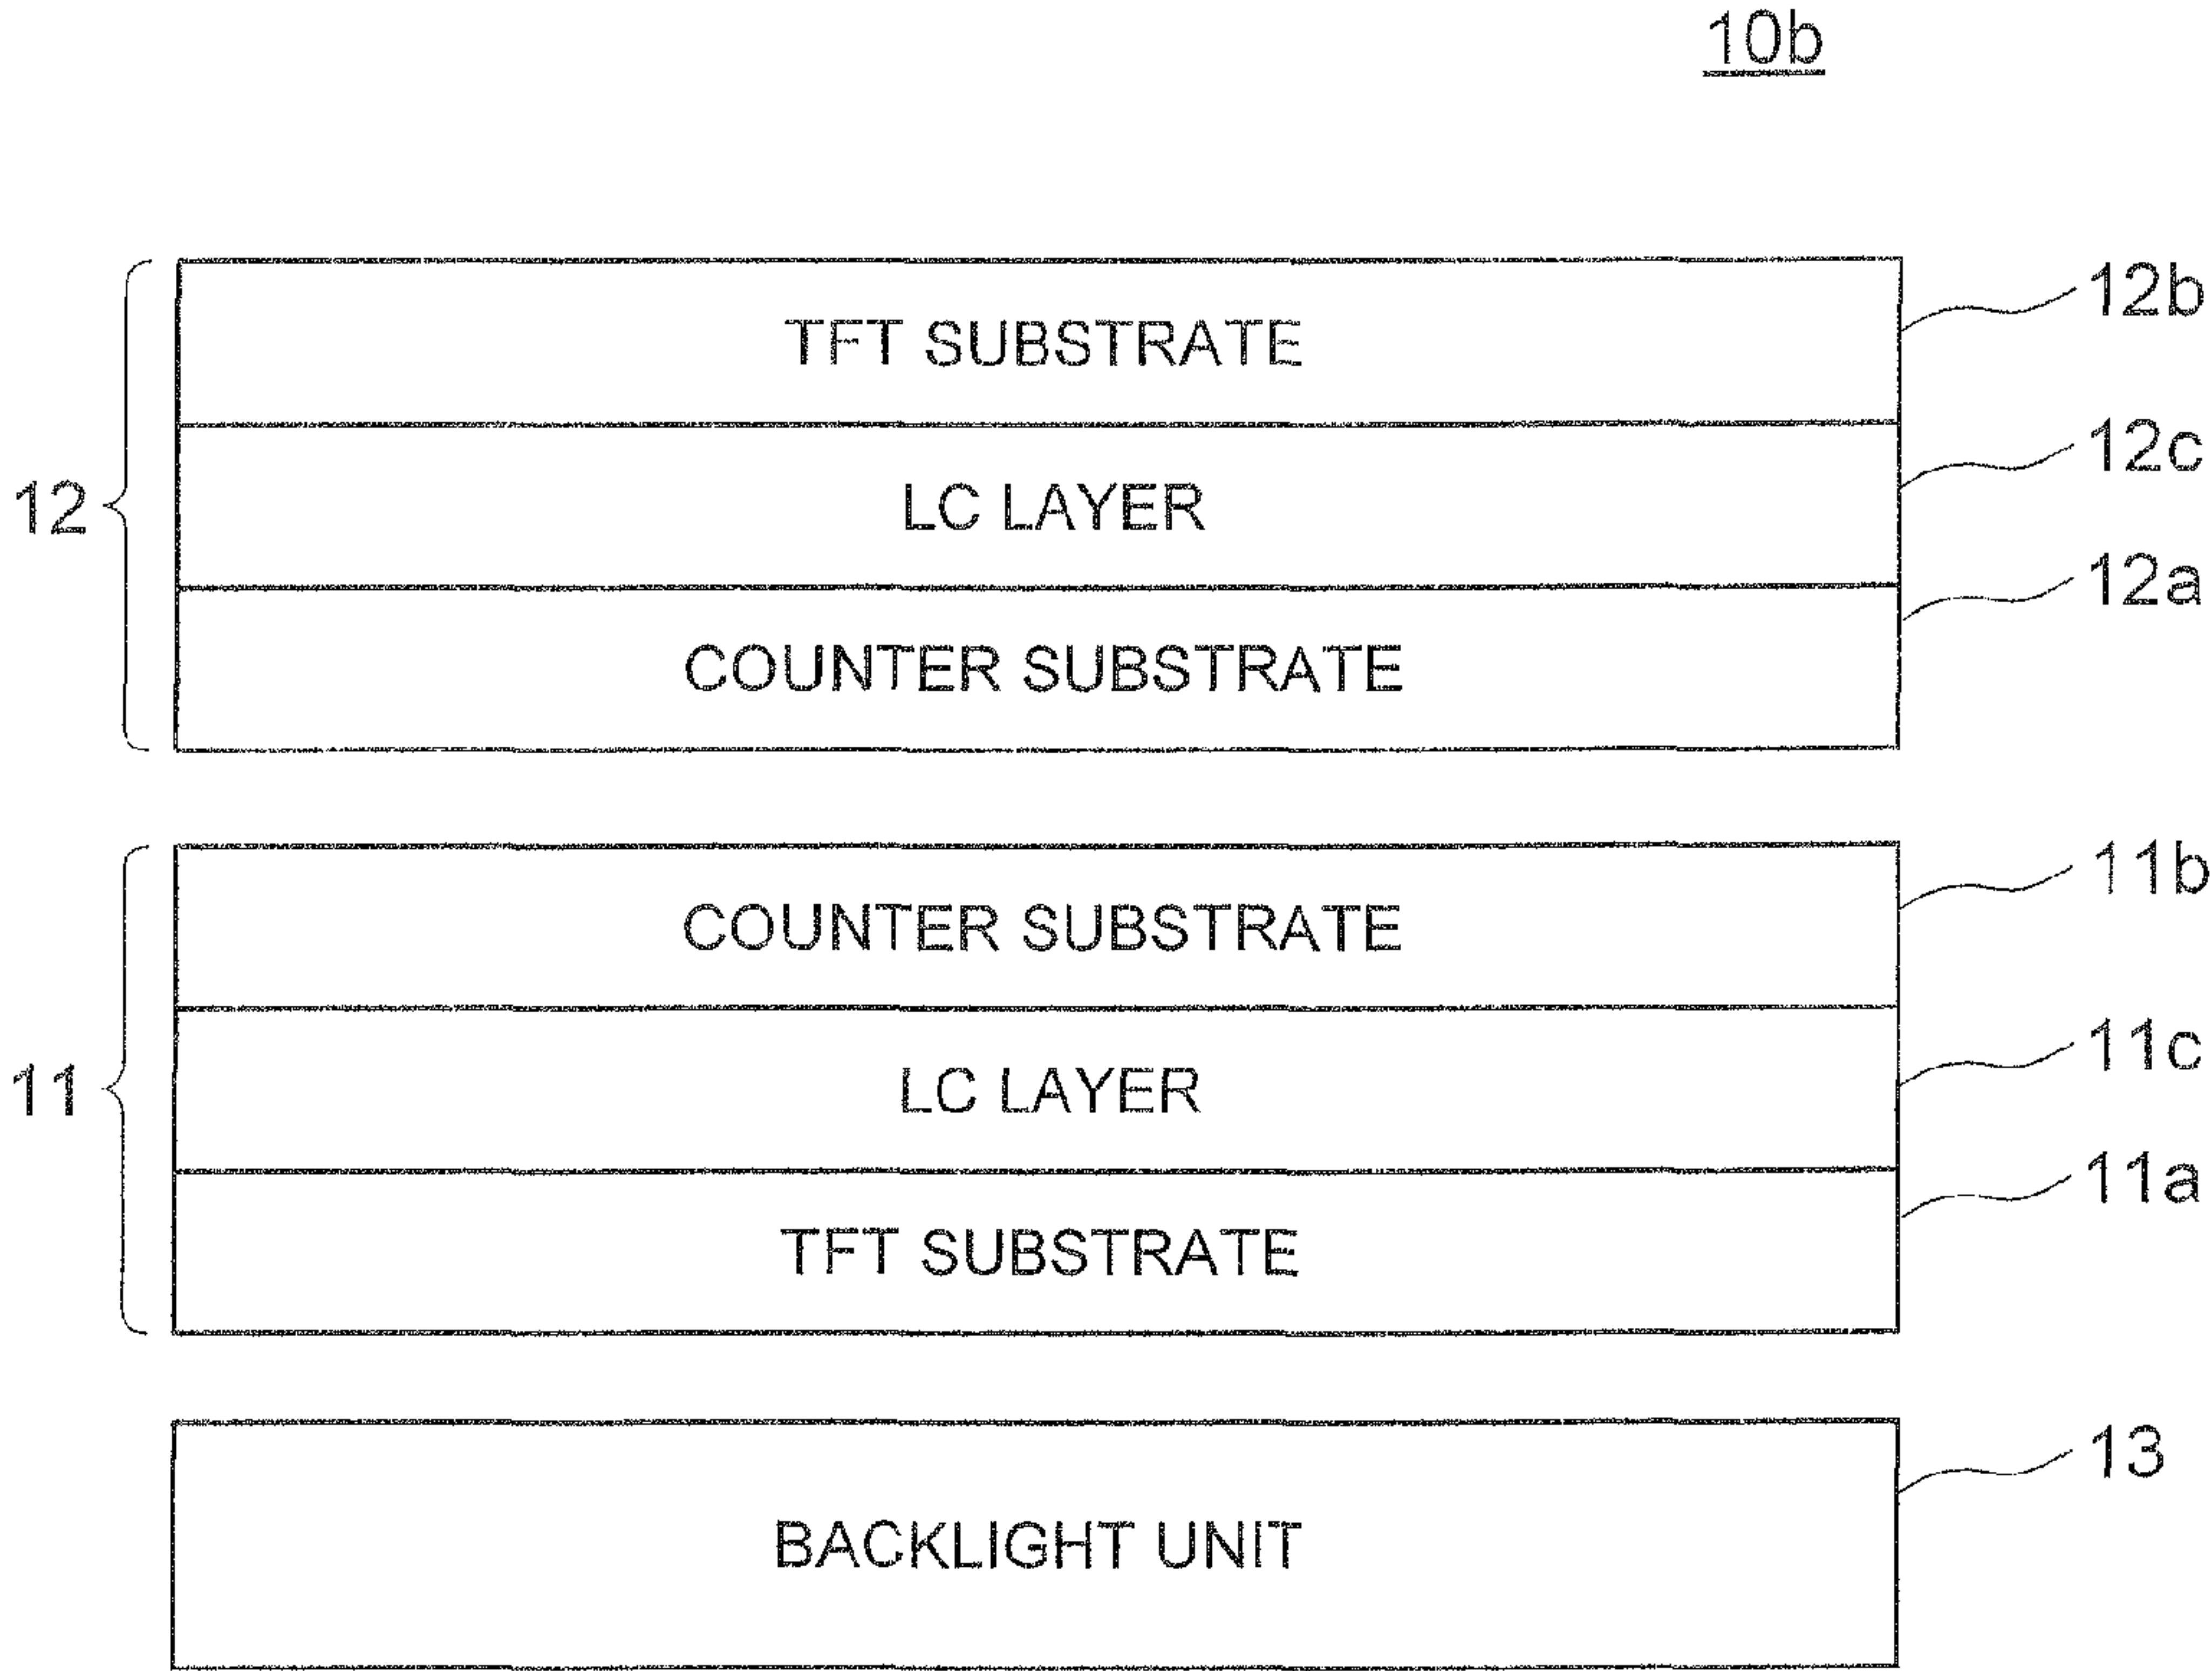 10b
TFT SUBSTRATE
12b
LC LAYER
12c
12
COUNTER SUBSTRATE
12a
COUNTER SUBSTRATE
11b
LC LAYER
11c
11
TFT SUBSTRATE
11a
BACKLIGHT UNIT
13